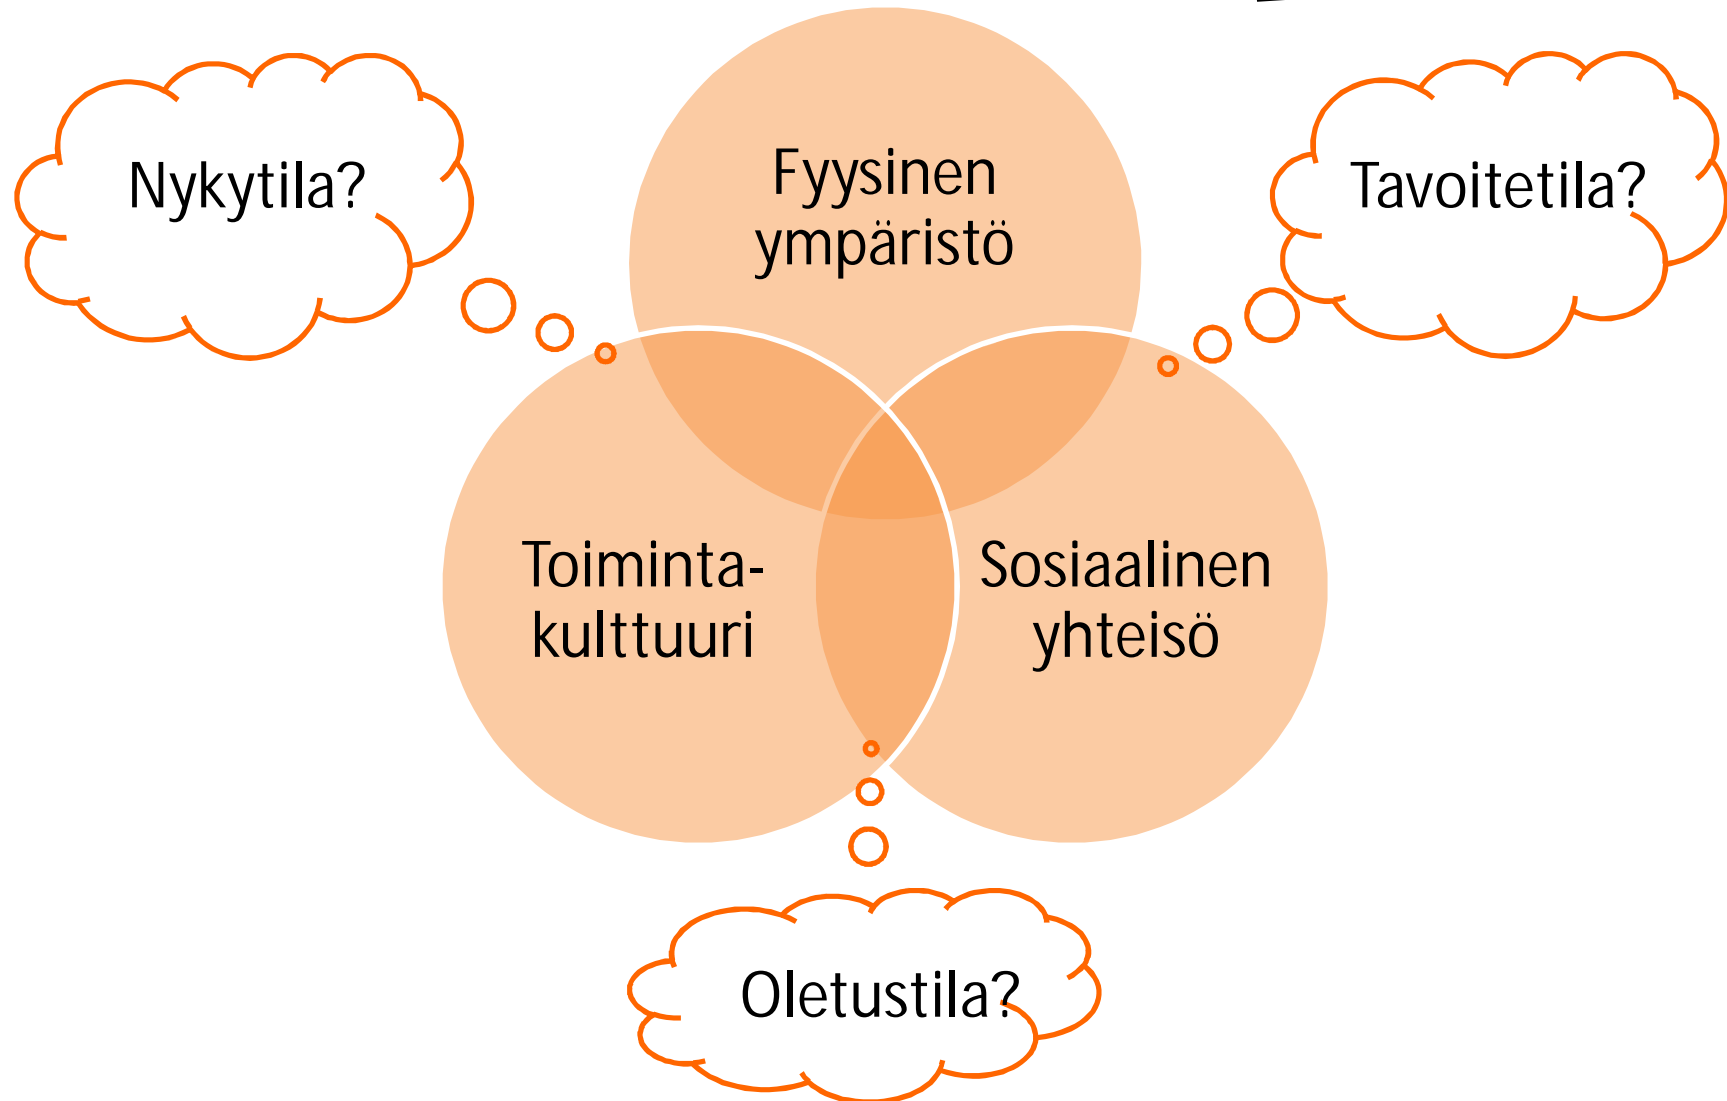 Nykytila?
Fyysinen
ympäristö
Tavoitetila?
Toiminta-
kulttuuri
Sosiaalinen
yhteisö
Oletustila?